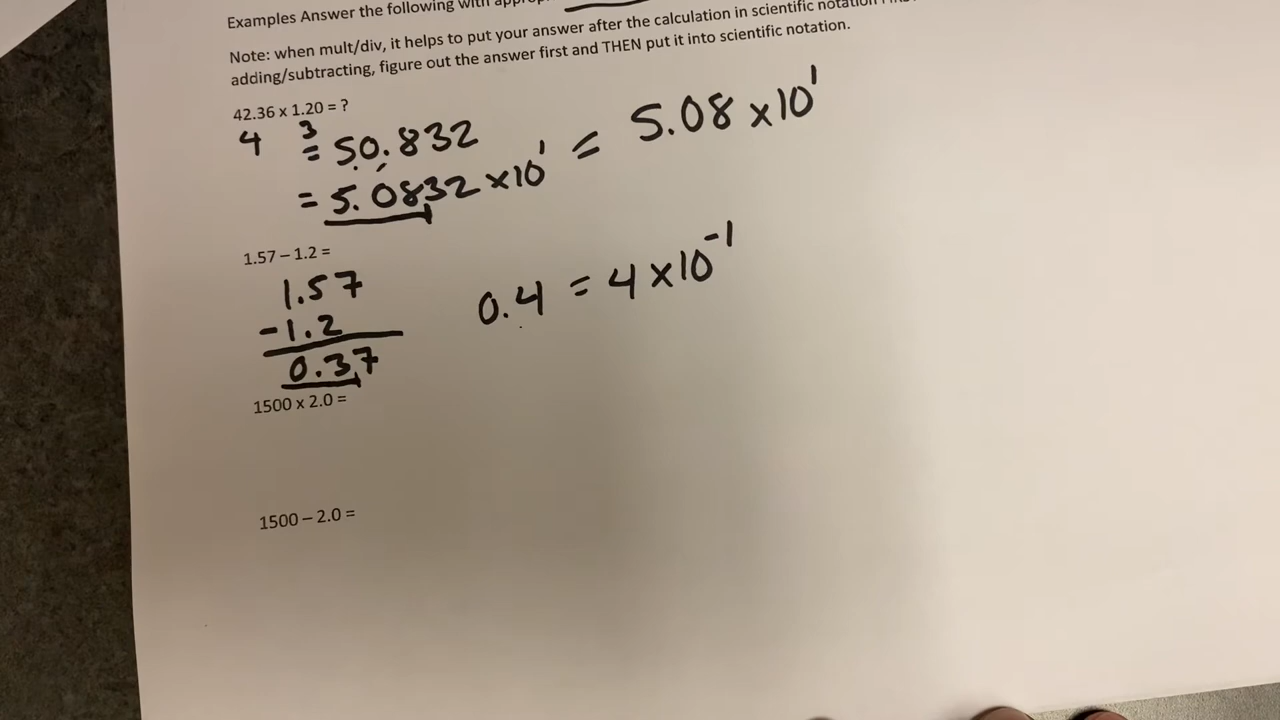 Examples Answer the following with
Note: when mult/div, it helps to put your answer after the calculation in scientific notation
adding/subtracting, figure out the answer first and THEN put it into scientific notation.
42.36 x 1.20 = ?
4 3
= 50.832 = 5.08 x 10¹
= 5.0832 x 10¹
1.57 – 1.2 =
1.57
-1.2
0.37
0.4 = 4 x 10⁻¹
1500 x 2.0 =
1500 – 2.0 =